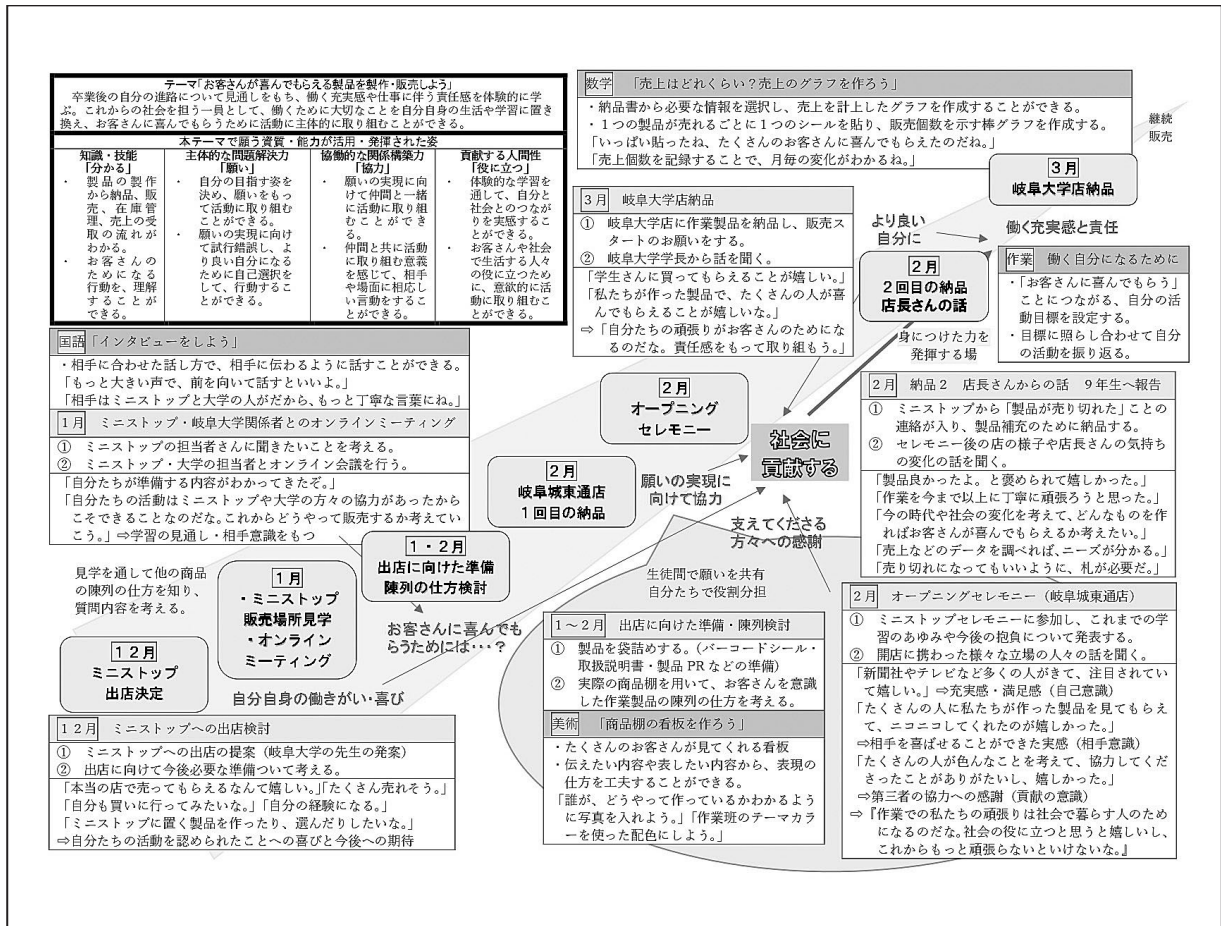 テーマ「お客さんが喜んでもらえる製品を製作・販売しよう」
卒業後の自分の進路について見通しをもち、働く充実感や仕事に伴う責任感を体験的に学
ぶ。これからの社会を担う一員として、働くために大切なことを自分自身の生活や学習に置き
換え、お客さんに喜んでもらうために活動に主体的に取り組むことができる。
本テーマで願う資質・能力が活用・発揮された姿
知識・技能
「分かる」
・ 製品の製作
から納品、販
売、在庫管
理、売上の受
取の流れが
わかる。
・ お客さんの
ためになる
行動を、理解
することが
できる。
主体的な問題解決力
「願い」
・ 自分の目指す姿を
決め、願いをもっ
て活動に取り組む
ことができる。
・ 願いの実現に向け
て試行錯誤し、よ
り良い自分になる
ために自己選択を
して、行動するこ
とができる。
協働的な関係構築力
「協力」
・ 願いの実現に向
けて仲間と一緒
に活動に取り組
むことができ
る。
・ 仲間と共に活動
に取り組む意義
を感じて、相手
や場面に相応し
い言動をするこ
とができる。
貢献する人間性
「役に立つ」
・ 体験的な学習を
通して、自分と
社会とのつなが
りを実感するこ
とができる。
・ お客さんや社会
で生活する人々
の役に立つため
に、意欲的に活
動に取り組むこ
とができる。
数学 「売上はどれくらい?売上のグラフを作ろう」
・納品書から必要な情報を選択し、売上を計上したグラフを作成することができる。
・1つの製品が売れるごとに1つのシールを貼り、販売個数を示す棒グラフを作成する。
「いっぱい貼ったね、たくさんのお客さんに喜んでもらえたのだね。」
「売上個数を記録することで、月毎の変化がわかるね。」
継続
販売
3月
岐阜大学店納品
3月 岐阜大学店納品
① 岐阜大学店に作業製品を納品し、販売ス
タートのお願いをする。
② 岐阜大学学長から話を聞く。
「学生さんに買ってもらえることが嬉しい。」
「私たちが作った製品で、たくさんの人が喜
んでもらえることが嬉しいな。」
⇒「自分たちの頑張りがお客さんのためにな
るのだな。責任感をもって取り組もう。」
より良い
自分に
働く充実感と責任
2月
2回目の納品
店長さんの話
作業 働く自分になるために
・「お客さんに喜んでもらう」
ことにつながる、自分の活
動目標を設定する。
・目標に照らし合わせて自分
の活動を振り返る。
身につけた力を
発揮する場
国語「インタビューをしよう」
・相手に合わせた話し方で、相手に伝わるように話すことができる。
「もっと大きい声で、前を向いて話すといいよ。」
「相手はミニストップと大学の人がだから、もっと丁寧な言葉にね。」
1月 ミニストップ・岐阜大学関係者とのオンラインミーティング
① ミニストップの担当者さんに聞きたいことを考える。
② ミニストップ・大学の担当者とオンライン会議を行う。
「自分たちが準備する内容がわかってきたぞ。」
「自分たちの活動はミニストップや大学の方々の協力があったから
こそできることなのだな。これからどうやって販売するか考えてい
こう。」⇒学習の見通し・相手意識をもつ
2月
オープニング
セレモニー
社会に
貢献する
2月
岐阜城東通店
1回目の納品
願いの実現に
向けて協力
支えてくださる
方々への感謝
2月 納品2 店長さんからの話 9年生へ報告
① ミニストップから「製品が売り切れた」ことの
連絡が入り、製品補充のために納品する。
② セレモニー後の店の様子や店長さんの気持ち
の変化の話を聞く。
「製品良かったよ。と褒められて嬉しかった。」
「作業を今まで以上に丁寧に頑張ろうと思った。」
「今の時代や社会の変化を考えて、どんなものを作
ればお客さんが喜んでもらえるか考えたい。」
「売上などのデータを調べれば、ニーズが分かる。」
「売り切れになってもいいように、札が必要だ。」
1・2月
出店に向けた準備
陳列の仕方検討
見学を通して他の商品
の陳列の仕方を知り、
質問内容を考える。
1月
・ミニストップ
販売場所見学
・オンライン
ミーティング
お客さんに喜んでも
らうためには・・・?
生徒間で願いを共有
自分たちで役割分担
12月
ミニストップ
出店決定
自分自身の働きがい・喜び
12月 ミニストップへの出店検討
① ミニストップへの出店の提案(岐阜大学の先生の発案)
② 出店に向けて今後必要な準備ついて考える。
「本当の店で売ってもらえるなんて嬉しい。」「たくさん売れそう。」
「自分も買いに行ってみたいな。」「自分の経験になる。」
「ミニストップに置く製品を作ったり、選んだりしたいな。」
⇒自分たちの活動を認められたことへの喜びと今後への期待
1~2月 出店に向けた準備・陳列検討
① 製品を袋詰めする。(バーコードシール・
取扱説明書・製品PRなどの準備)
② 実際の商品棚を用いて、お客さんを意識
した作業製品の陳列の仕方を考える。
美術 「商品棚の看板を作ろう」
・たくさんのお客さんが見てくれる看板
・伝えたい内容や表したい内容から、表現の
仕方を工夫することができる。
「誰が、どうやって作っているかわかるよう
に写真を入れよう。」「作業班のテーマカ
ラーを使った配色にしよう。」
2月 オープニングセレモニー(岐阜城東通店)
① ミニストップセレモニーに参加し、これまでの学
習のあゆみや今後の抱負について発表する。
② 開店に携わった様々な立場の人々の話を聞く。
「新聞社やテレビなど多くの人がきて、注目されてい
て嬉しい。」⇒充実感・満足感(自己意識)
「たくさんの人に私たちが作った製品を見てもらえ
て、ニコニコしてくれたのが嬉しかった。」
⇒相手を喜ばせることができた実感(相手意識)
「たくさんの人が色んなことを考えて、協力してくだ
さったことがありがたいし、嬉しかった。」
⇒第三者の協力への感謝(貢献の意識)
⇒『作業での私たちの頑張りは社会で暮らす人のため
になるのだな。社会の役に立つと思うと嬉しいし、
これからもっと頑張らないといけないな。』